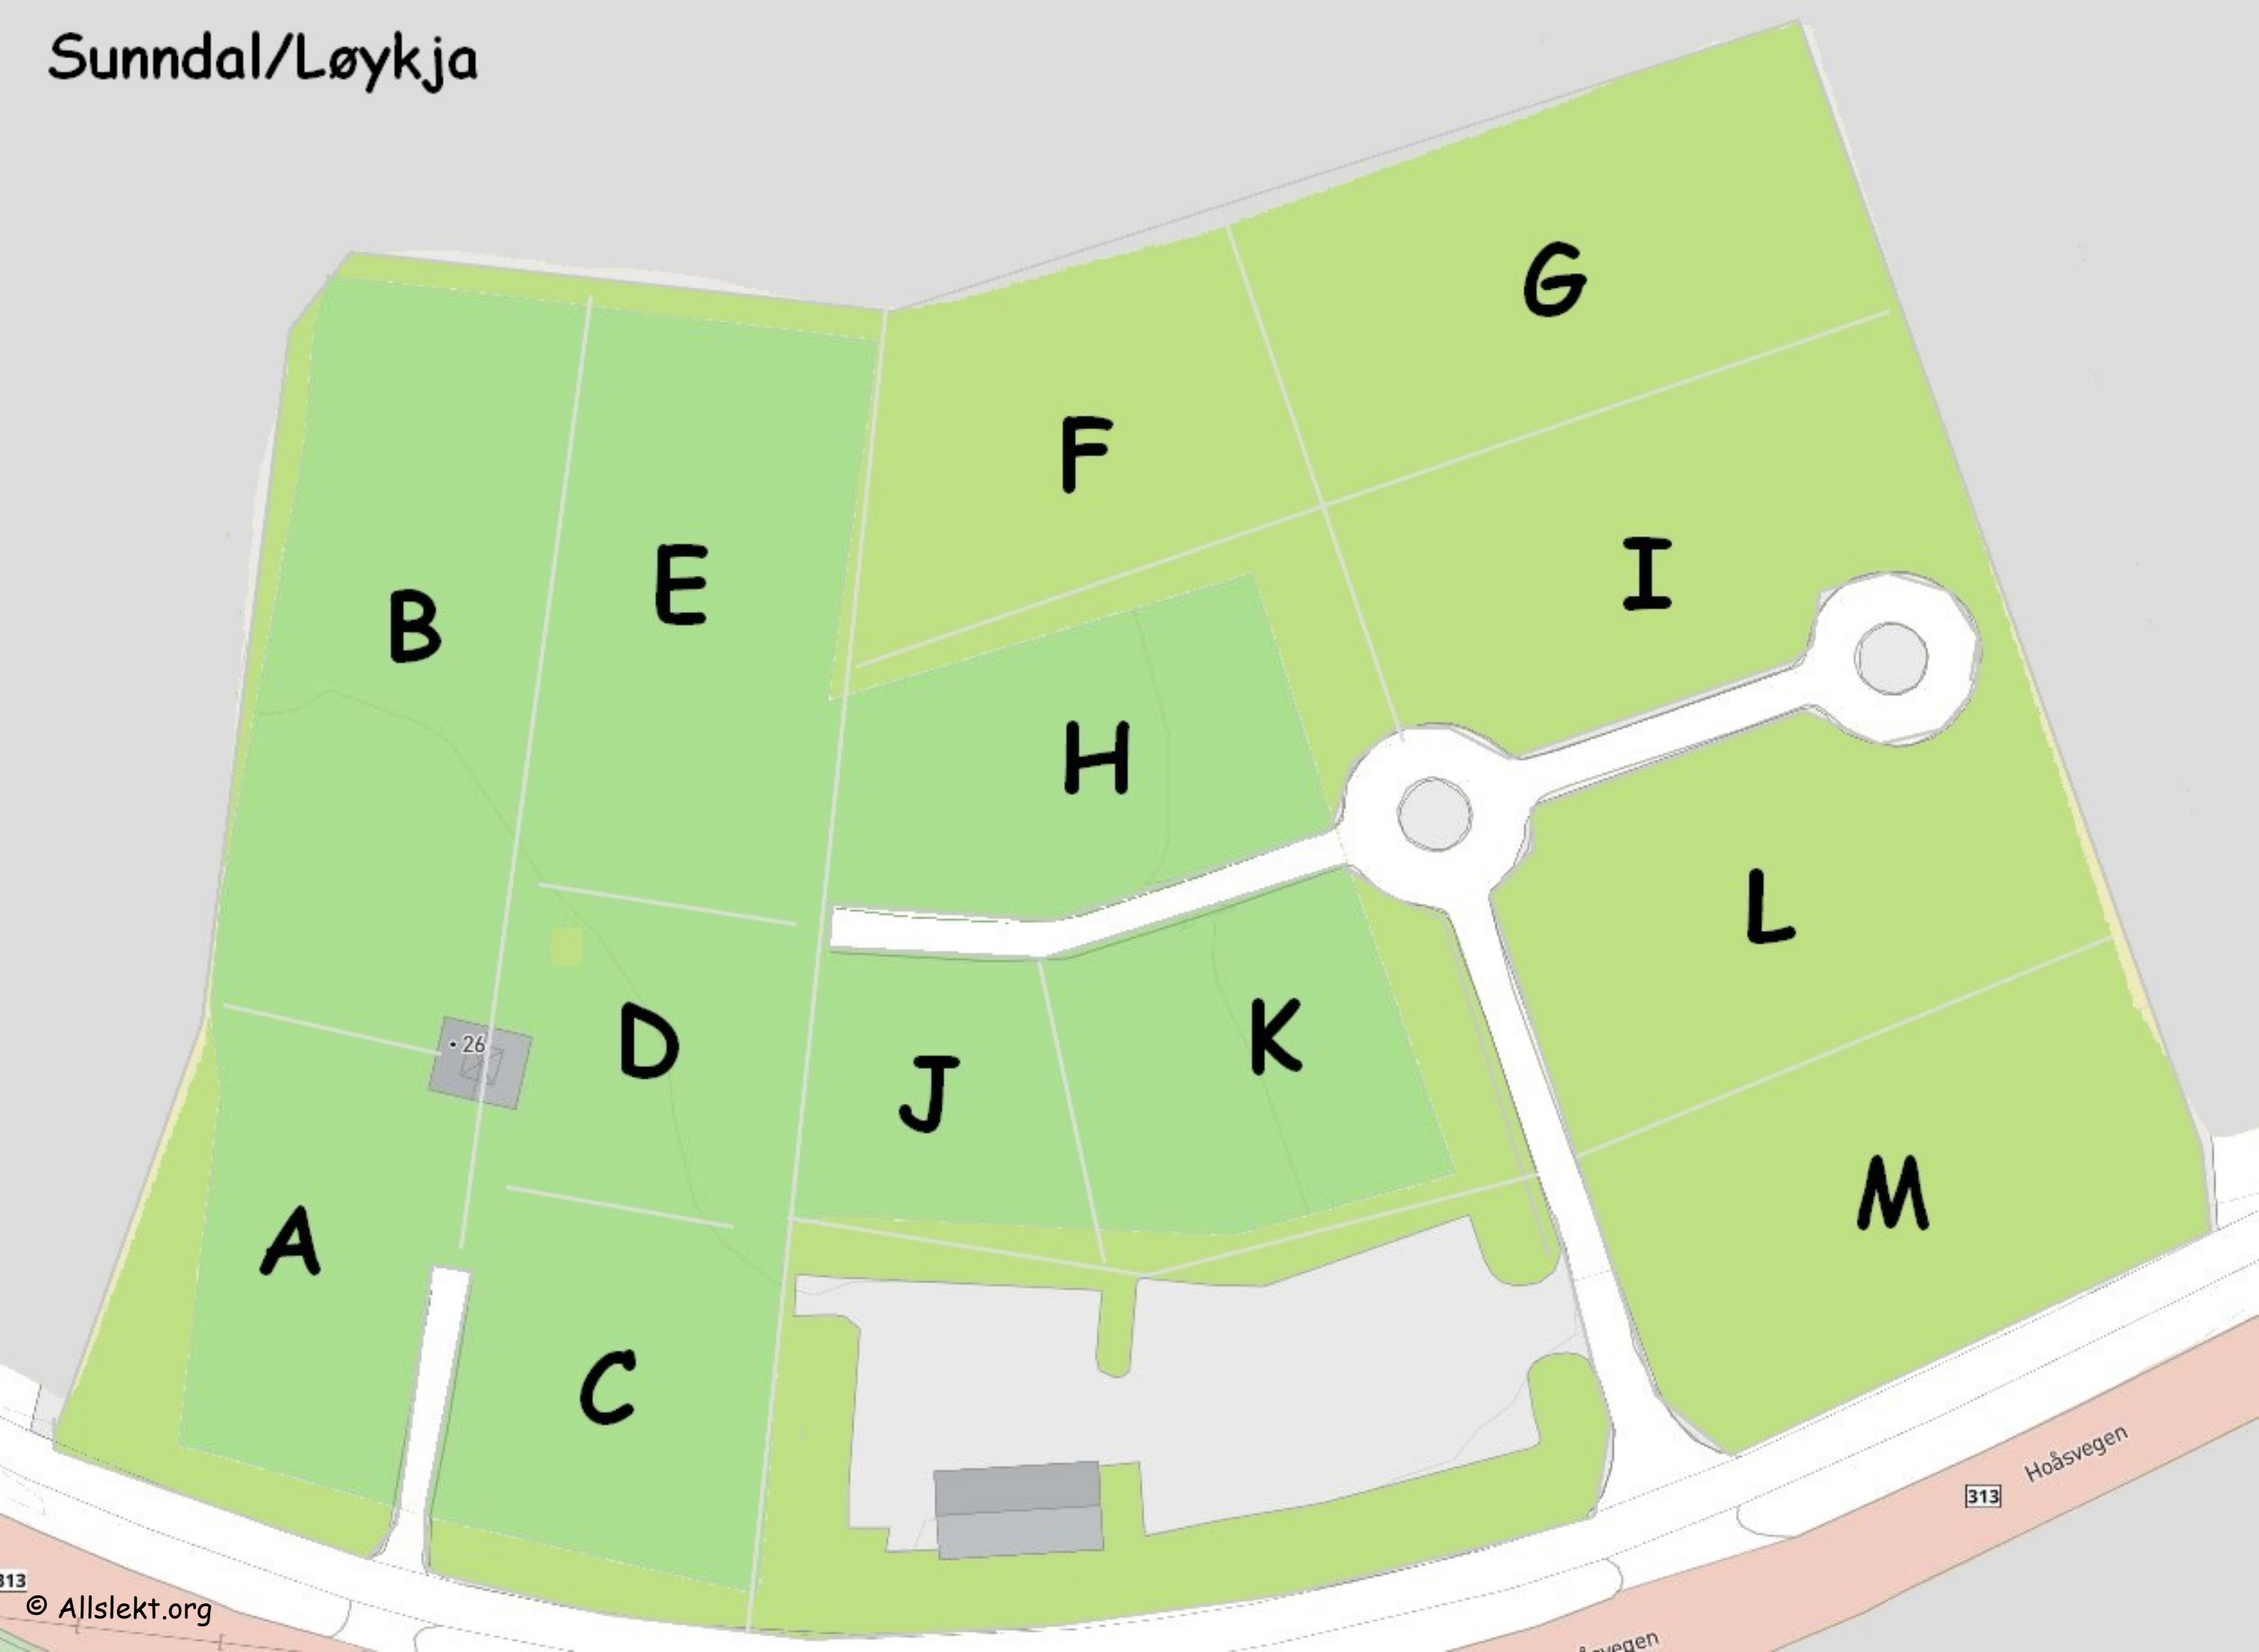 Sunndal/Løykja
G
F
E
I
B
H
L
• 26
D
K
J
M
A
C
Hoåsvegen
313
313
© Allslekt.org